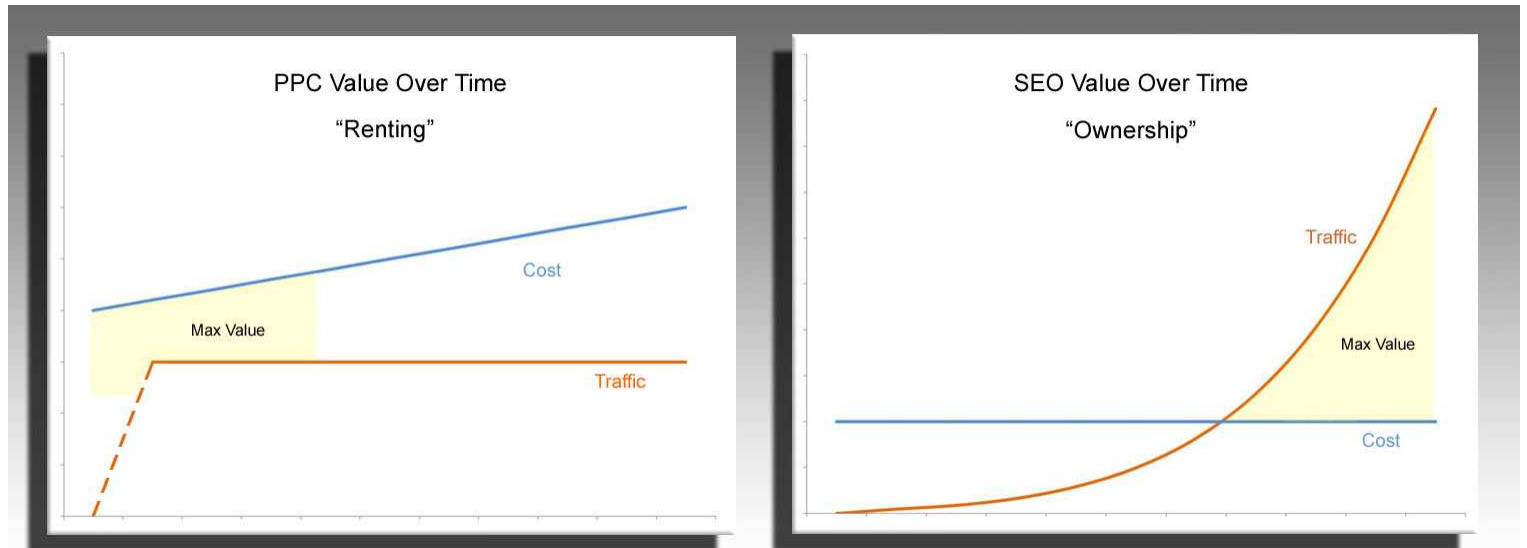 PPC Value Over Time
“Renting”
Cost
Max Value
Traffic
SEO Value Over Time
“Ownership”
Traffic
Max Value
Cost